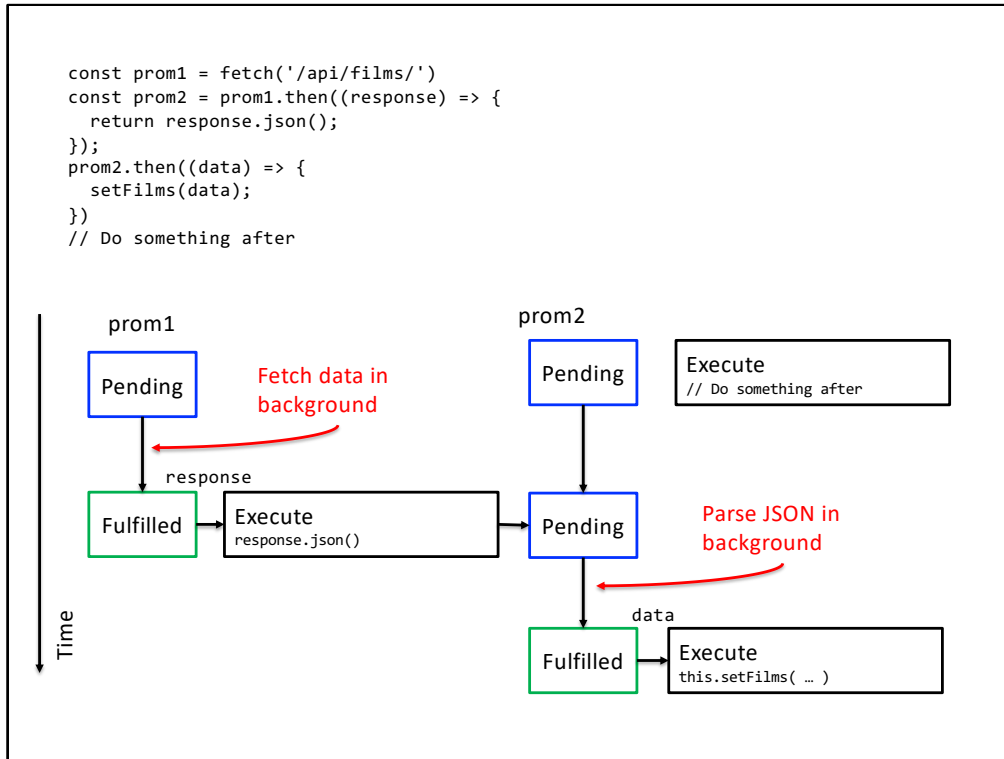 const prom1 = fetch('/api/films/')
const prom2 = prom1.then((response) => {
  return response.json();
});
prom2.then((data) => {
  setFilms(data);
})
// Do something after
prom1
prom2
Pending
Fetch data in
background
Pending
Execute
// Do something after
response
Fulfilled
Execute
response.json()
Pending
Parse JSON in
background
data
Fulfilled
Execute
this.setFilms( … )
Time